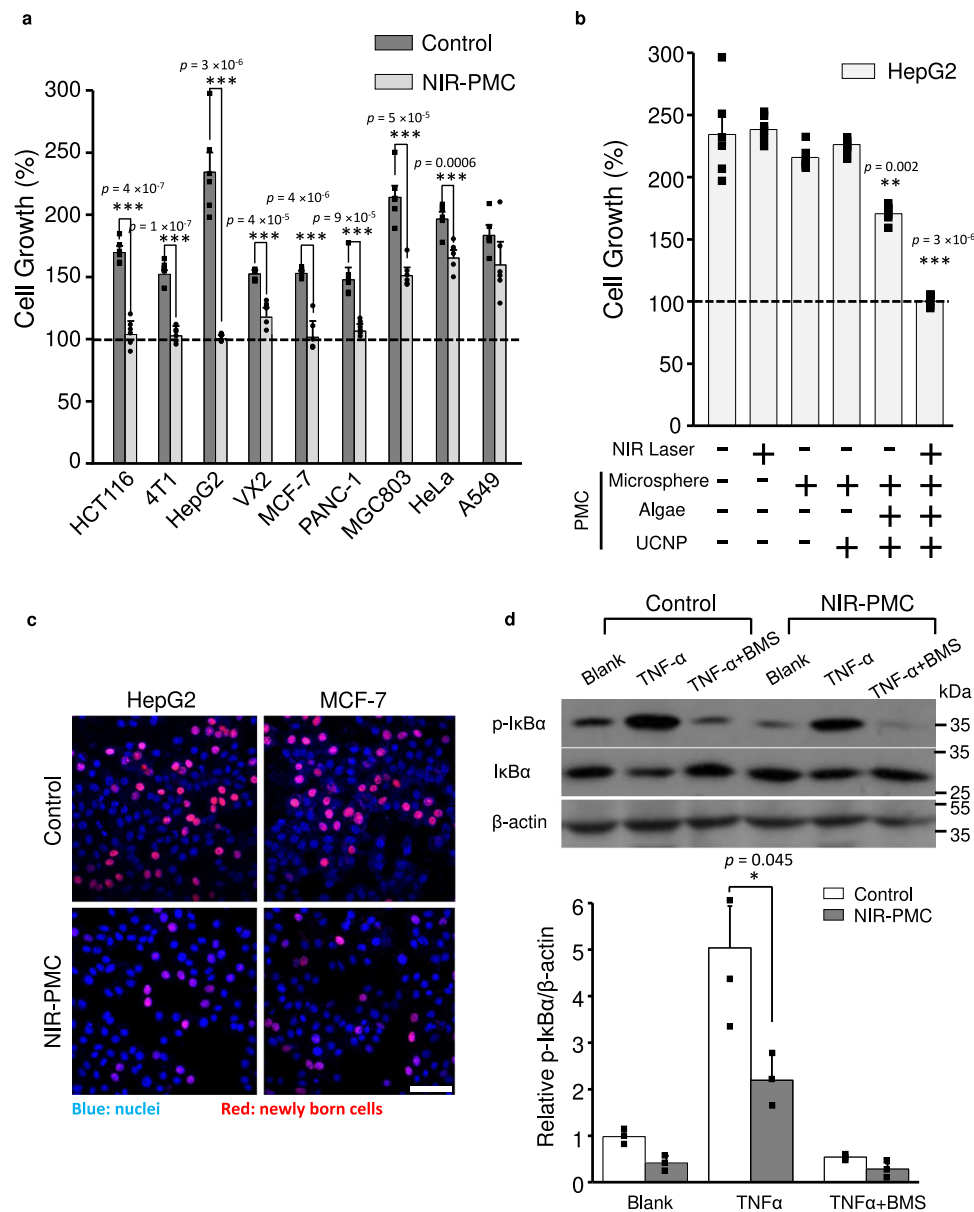 a
Control
NIR-PMC
Cell Growth (%)
300
250
200
150
100
50
0
p = 4 ×10⁻⁷
***
p = 1 ×10⁻⁷
***
p = 3 ×10⁻⁶
***
p = 4 ×10⁻⁵
***
p = 4 ×10⁻⁶
***
p = 9 ×10⁻⁵
***
p = 5 ×10⁻⁵
***
p = 0.0006
***
HCT116
4T1
HepG2
VX2
MCF-7
PANC-1
MGC803
HeLa
A549
b
HepG2
Cell Growth (%)
300
250
200
150
100
50
0
p = 0.002
**
p = 3 ×10⁻⁶
***
NIR Laser - + - - - +
PMC
Microsphere - - + + + +
Algae - - - - + +
UCNP - - - + + +
c
HepG2 MCF-7
Control
NIR-PMC
Blue: nuclei Red: newly born cells
d
Control NIR-PMC
Blank TNF-α TNF-α+BMS Blank TNF-α TNF-α+BMS
kDa
p-IκBα
35
35
IκBα
25
55
β-actin
35
p = 0.045
*
Control
NIR-PMC
Relative p-IκBα/β-actin
6
5
4
3
2
1
0
Blank TNFα TNFα+BMS